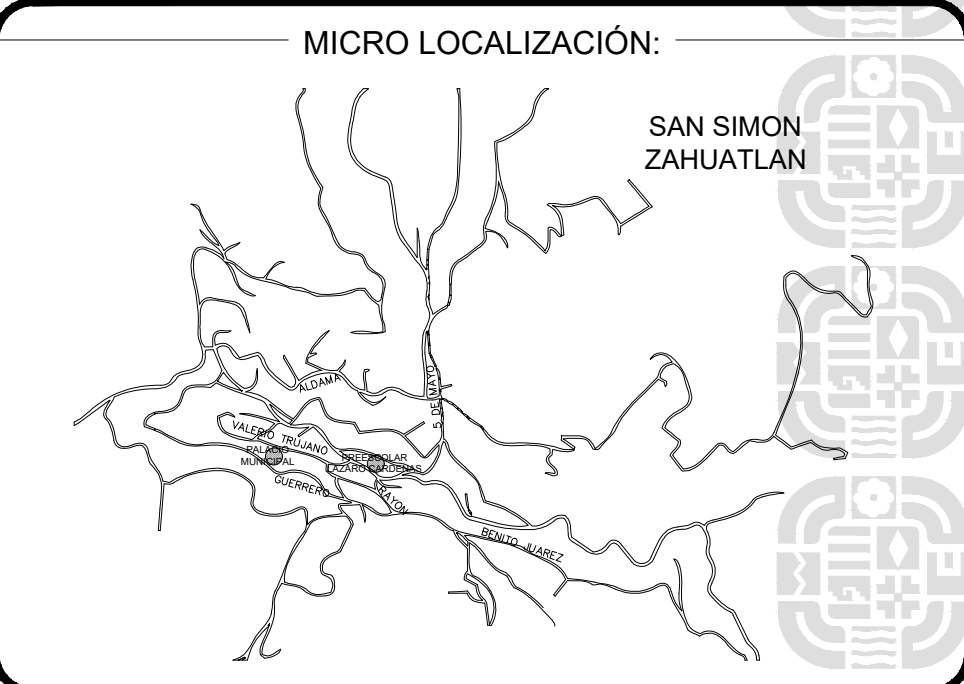 MICRO LOCALIZACIÓN:
SAN SIMON
ZAHUATLAN
ALDAMA
5 DE MAYO
VALERIO TRUJANO
PALACIO
MUNICIPAL
PREESCOLAR
LAZARO CARDENAS
GUERRERO
RAYON
BENITO JUAREZ